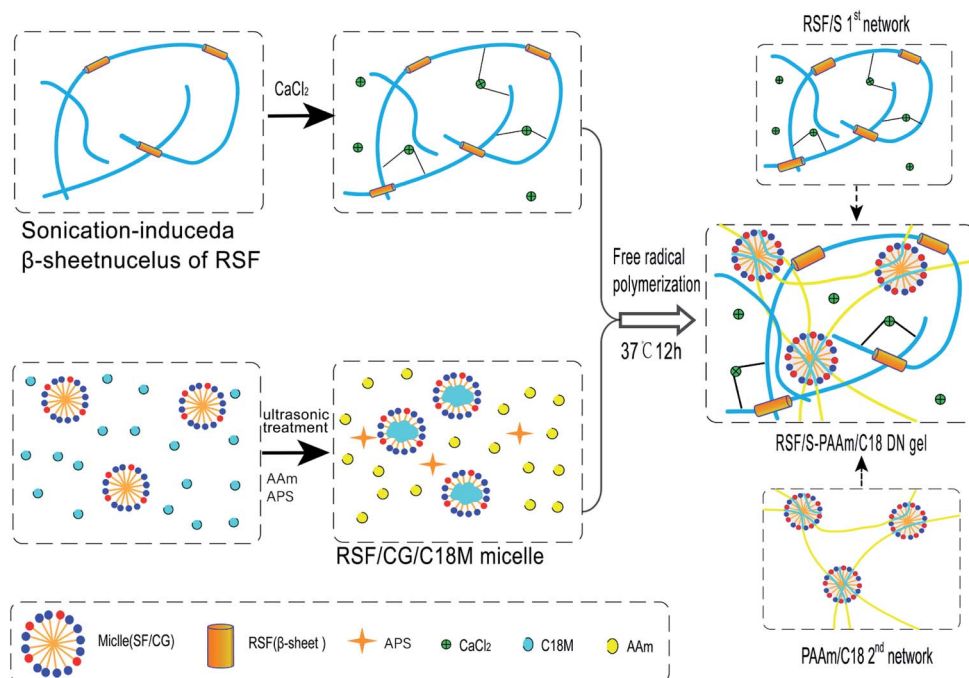 CaCl₂
Sonication-induceda
β-sheetnucelus of RSF
RSF/S 1st network
Free radical
polymerization
37℃ 12h
ultrasonic
treatment
AAm
APS
RSF/CG/C18M micelle
RSF/S-PAAm/C18 DN gel
PAAm/C18 2nd network
Miclle(SF/CG)
RSF(β-sheet )
APS
CaCl₂
C18M
AAm